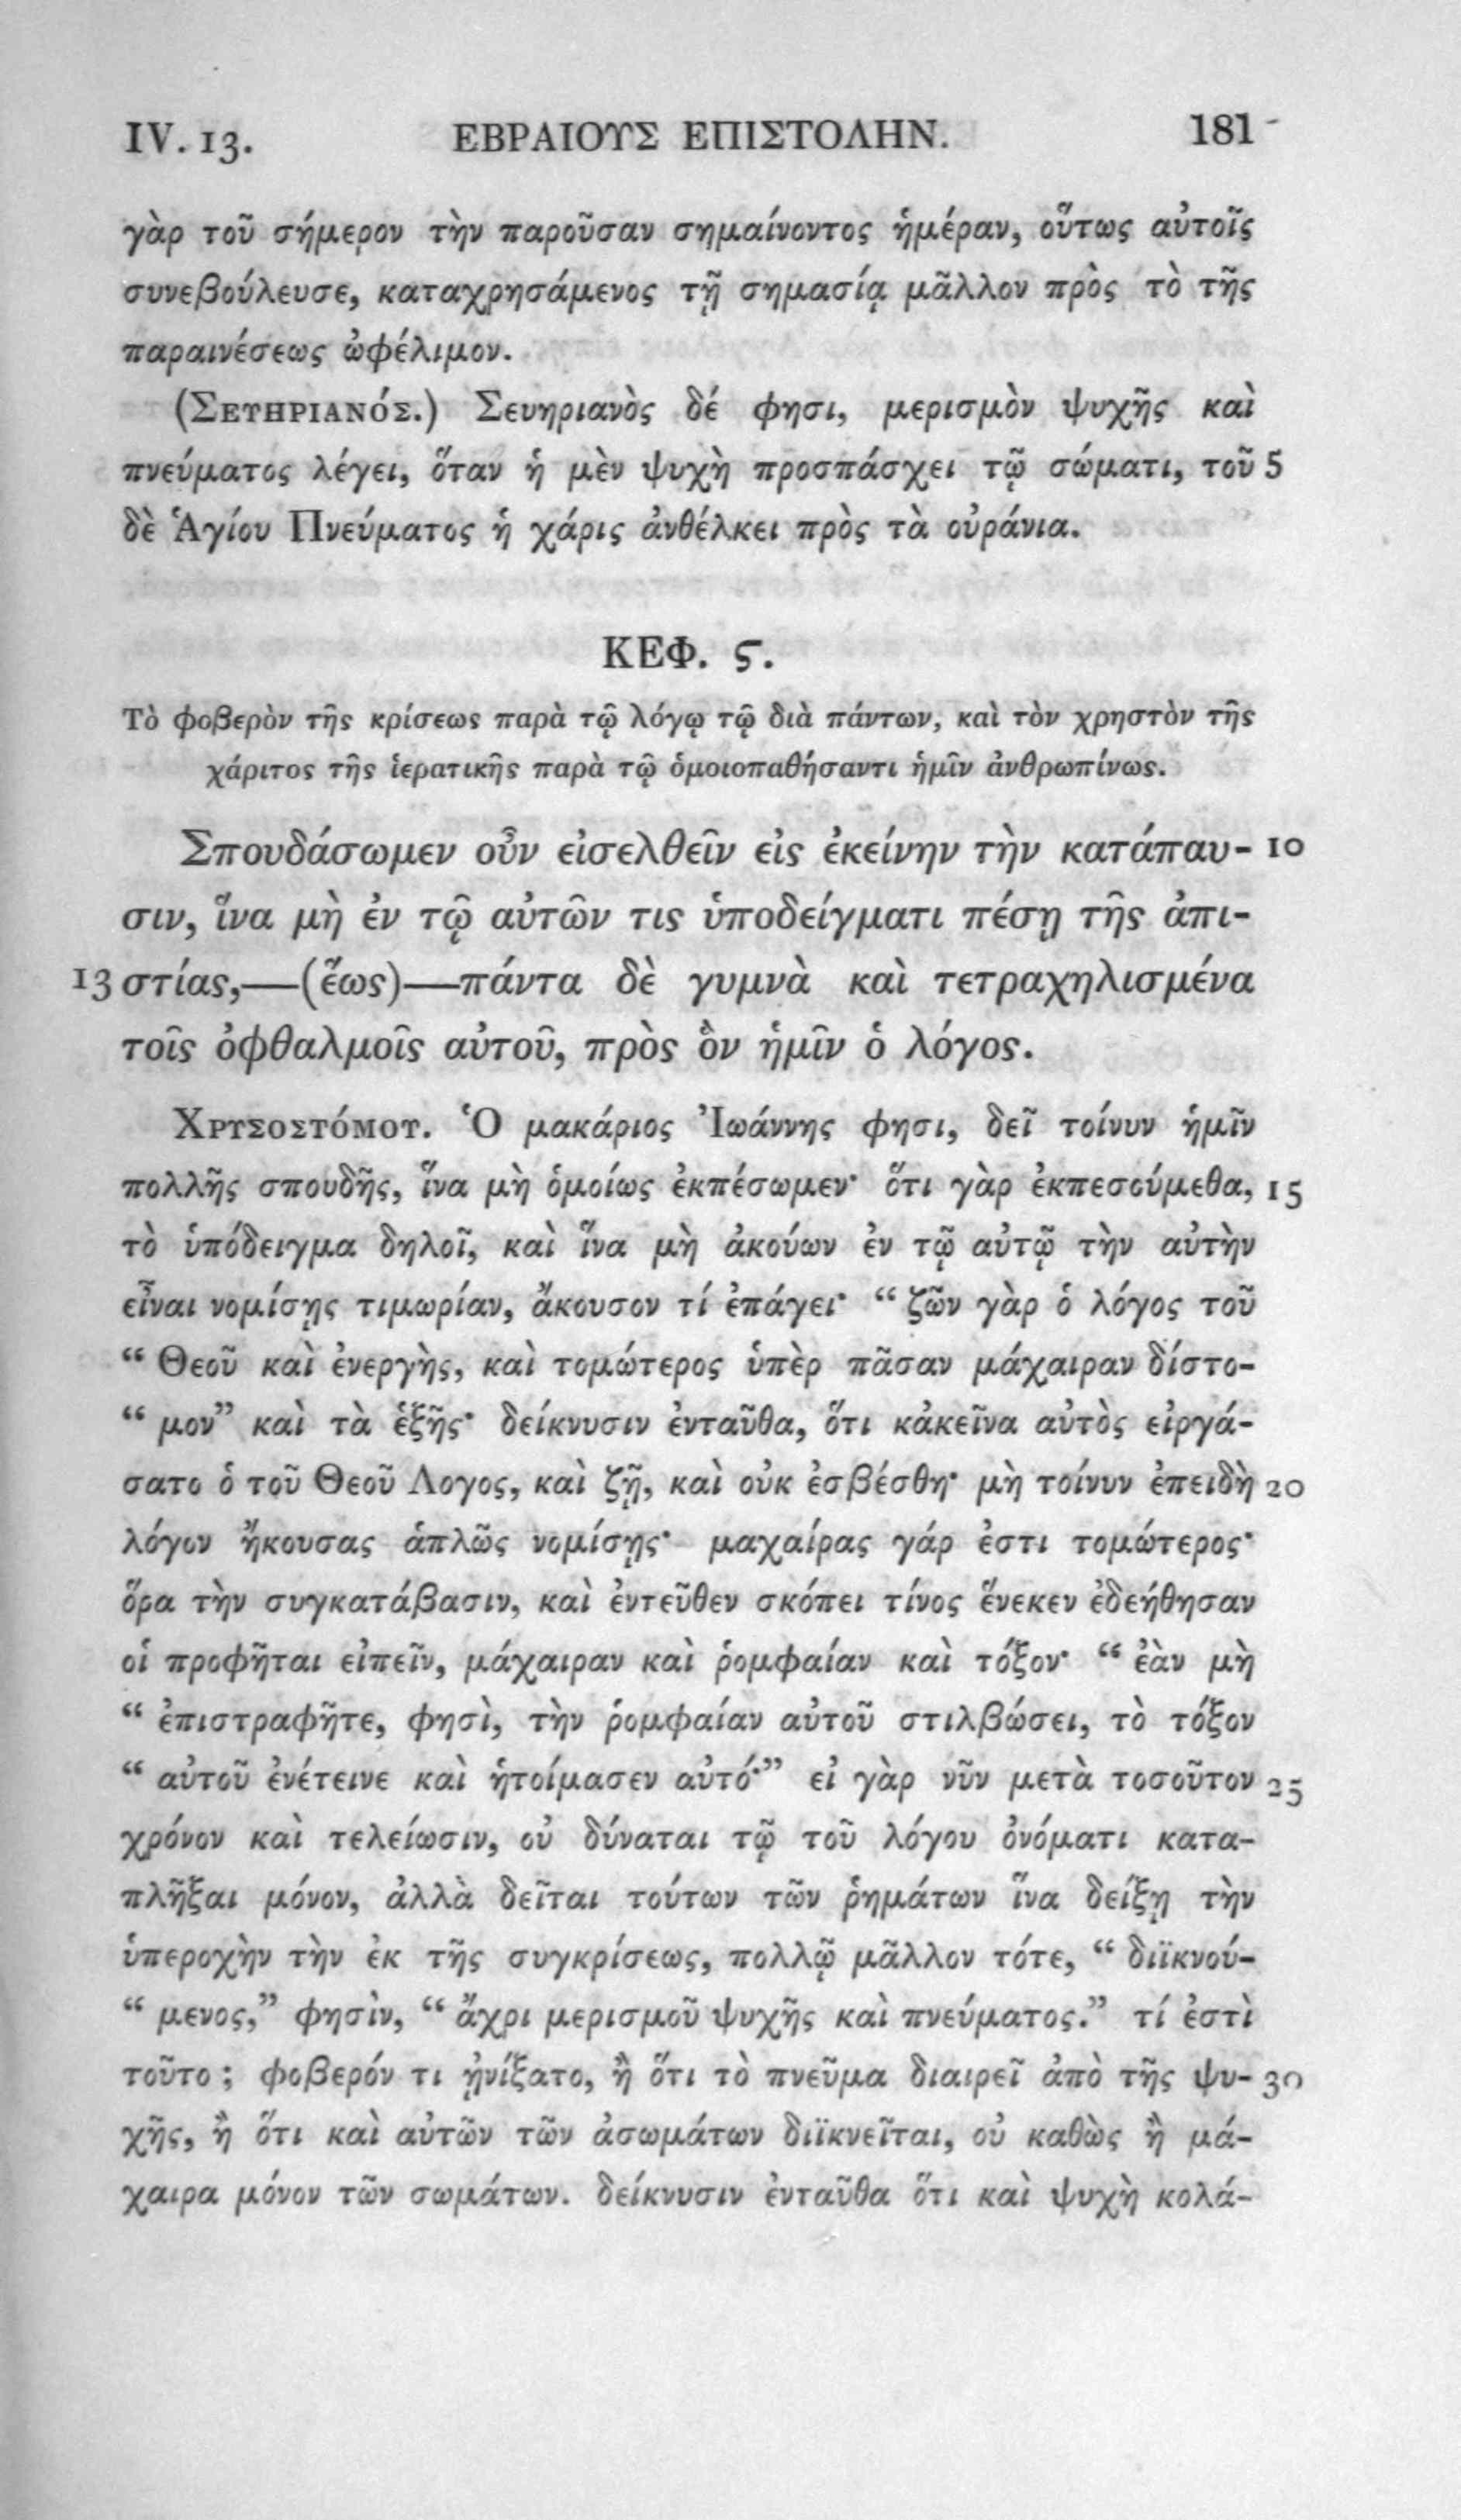 IV. 13. ΕΒΡΑΙΟΥΣ ΕΠΙΣΤΟΛΗΝ. 181
γὰρ τοῦ σήμερον τὴν παροῦσαν σημαίνοντος ἡμέραν, οὕτως αὐτοῖς
συνεβούλευσε, καταχρησάμενος τῇ σημασίᾳ μᾶλλον πρὸς τὸ τῆς
παραινέσεως ὠφέλιμον.
(ΣΕΥΗΡΙΑΝΌΣ.) Σευηριανὸς δέ φησι, μερισμὸν ψυχῆς καὶ
πνεύματος λέγει, ὅταν ἡ μὲν ψυχὴ προσπάσχει τῷ σώματι, τοῦ 5
δὲ Ἁγίου Πνεύματος ἡ χάρις ἀνθέλκει πρὸς τὰ οὐράνια.
ΚΕΦ. ϛ.
Τὸ φοβερὸν τῆς κρίσεως παρὰ τῷ λόγῳ τῷ διὰ πάντων, καὶ τὸν χρηστὸν τῆς
χάριτος τῆς ἱερατικῆς παρὰ τῷ ὁμοιοπαθήσαντι ἡμῖν ἀνθρωπίνως.
Σπουδάσωμεν οὖν εἰσελθεῖν εἰς ἐκείνην τὴν κατάπαυ- 10
σιν, ἵνα μὴ ἐν τῷ αὐτῶν τις ὑποδείγματι πέσῃ τῆς ἀπι-
13 στίας,—(ἕως)—πάντα δὲ γυμνὰ καὶ τετραχηλισμένα
τοῖς ὀφθαλμοῖς αὐτοῦ, πρὸς ὃν ἡμῖν ὁ λόγος.
ΧΡΥΣΟΣΤΌΜΟΥ. Ὁ μακάριος Ἰωάννης φησι, δεῖ τοίνυν ἡμῖν
πολλῆς σπουδῆς, ἵνα μὴ ὁμοίως ἐκπέσωμεν· ὅτι γὰρ ἐκπεσούμεθα, 15
τὸ ὑπόδειγμα δηλοῖ, καὶ ἵνα μὴ ἀκούων ἐν τῷ αὐτῷ τὴν αὐτὴν
εἶναι νομίσῃς τιμωρίαν, ἄκουσον τί ἐπάγει· “ ζῶν γὰρ ὁ λόγος τοῦ
“ Θεοῦ καὶ ἐνεργὴς, καὶ τομώτερος ὑπὲρ πᾶσαν μάχαιραν δίστο-
“ μον” καὶ τὰ ἑξῆς· δείκνυσιν ἐνταῦθα, ὅτι κἀκεῖνα αὐτὸς εἰργά-
σατο ὁ τοῦ Θεοῦ Λογος, καὶ ζῇ, καὶ οὐκ ἐσβέσθη· μὴ τοίνυν ἐπειδὴ 20
λόγον ἤκουσας ἁπλῶς νομίσῃς· μαχαίρας γάρ ἐστι τομώτερος·
ὅρα τὴν συγκατάβασιν, καὶ ἐντεῦθεν σκόπει τίνος ἕνεκεν ἐδεήθησαν
οἱ προφῆται εἰπεῖν, μάχαιραν καὶ ῥομφαίαν καὶ τόξον· “ ἐὰν μὴ
“ ἐπιστραφῆτε, φησὶ, τὴν ῥομφαίαν αὐτοῦ στιλβώσει, τὸ τόξον
“ αὐτοῦ ἐνέτεινε καὶ ἡτοίμασεν αὐτό·” εἰ γὰρ νῦν μετὰ τοσοῦτον 25
χρόνον καὶ τελείωσιν, οὐ δύναται τῷ τοῦ λόγου ὀνόματι κατα-
πλῆξαι μόνον, ἀλλὰ δεῖται τούτων τῶν ῥημάτων ἵνα δείξῃ τὴν
ὑπεροχὴν τὴν ἐκ τῆς συγκρίσεως, πολλῷ μᾶλλον τότε, “ διϊκνού-
“ μενος,” φησὶν, “ ἄχρι μερισμοῦ ψυχῆς καὶ πνεύματος.” τί ἐστὶ
τοῦτο ; φοβερόν τι ᾐνίξατο, ἢ ὅτι τὸ πνεῦμα διαιρεῖ ἀπὸ τῆς ψυ- 30
χῆς, ἢ ὅτι καὶ αὐτῶν τῶν ἀσωμάτων διϊκνεῖται, οὐ καθὼς ἢ μά-
χαιρα μόνον τῶν σωμάτων. δείκνυσιν ἐνταῦθα ὅτι καὶ ψυχὴ κολά-